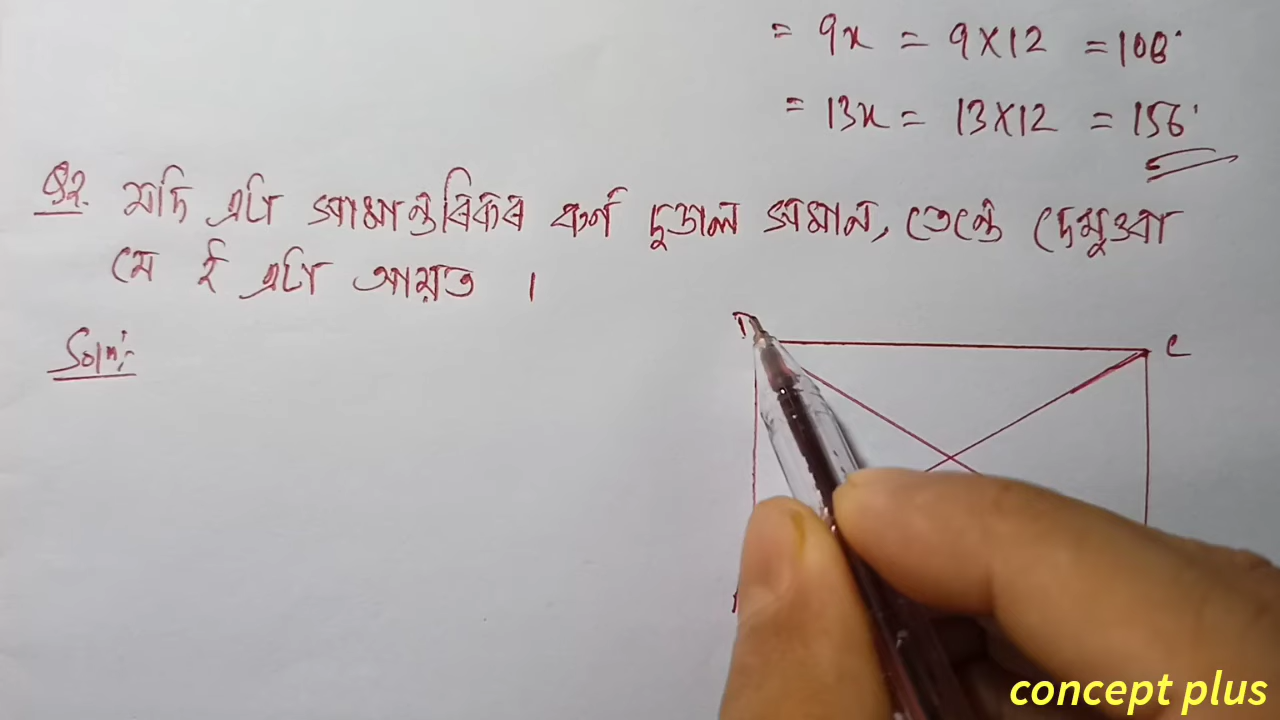 = 9x = 9×12 = 108°
= 13x = 13×12 = 156°
Q2. যদি এটা সামান্তৰিকৰ কৰ্ণ দুডাল সমান, তেন্তে দেখুওৱা
যে ই এটা আয়ত ।
Soln:
D
C
concept plus